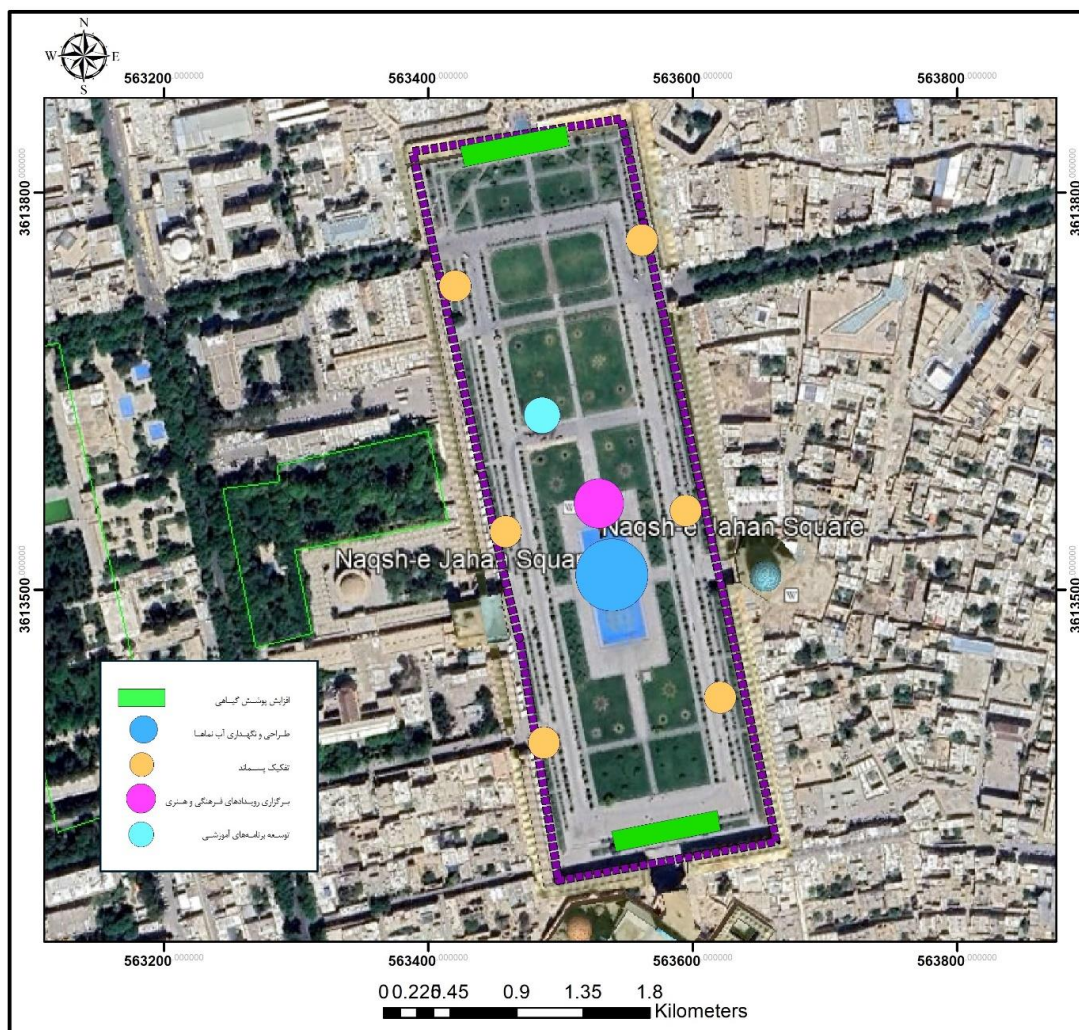 N
W E
S
563200.000000 563400.000000 563600.000000 563800.000000
3613800.000000 3613800.000000
Naqsh-e Jahan Square
Naqsh-e Jahan Squar
W
W
3613500.000000 3613500.000000
افزایش پوشش گیاهی
طراحی و نگهداری آب نماها
تفکیک پسماند
برگزاری رویدادهای فرهنگی و هنری
توسعه برنامه‌های آموزشی
563200.000000 563400.000000 563600.000000 563800.000000
0 0.225 0.45 0.9 1.35 1.8
Kilometers